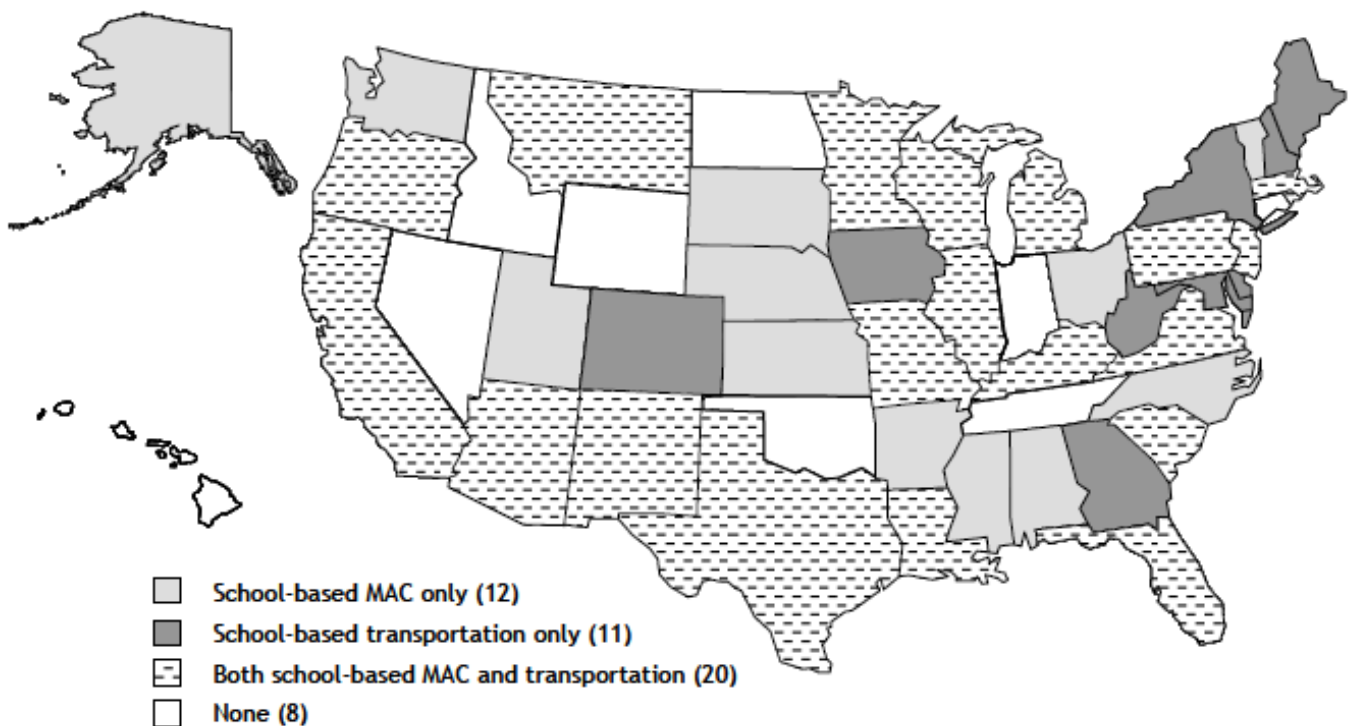 School-based MAC only (12)
School-based transportation only (11)
Both school-based MAC and transportation (20)
None (8)